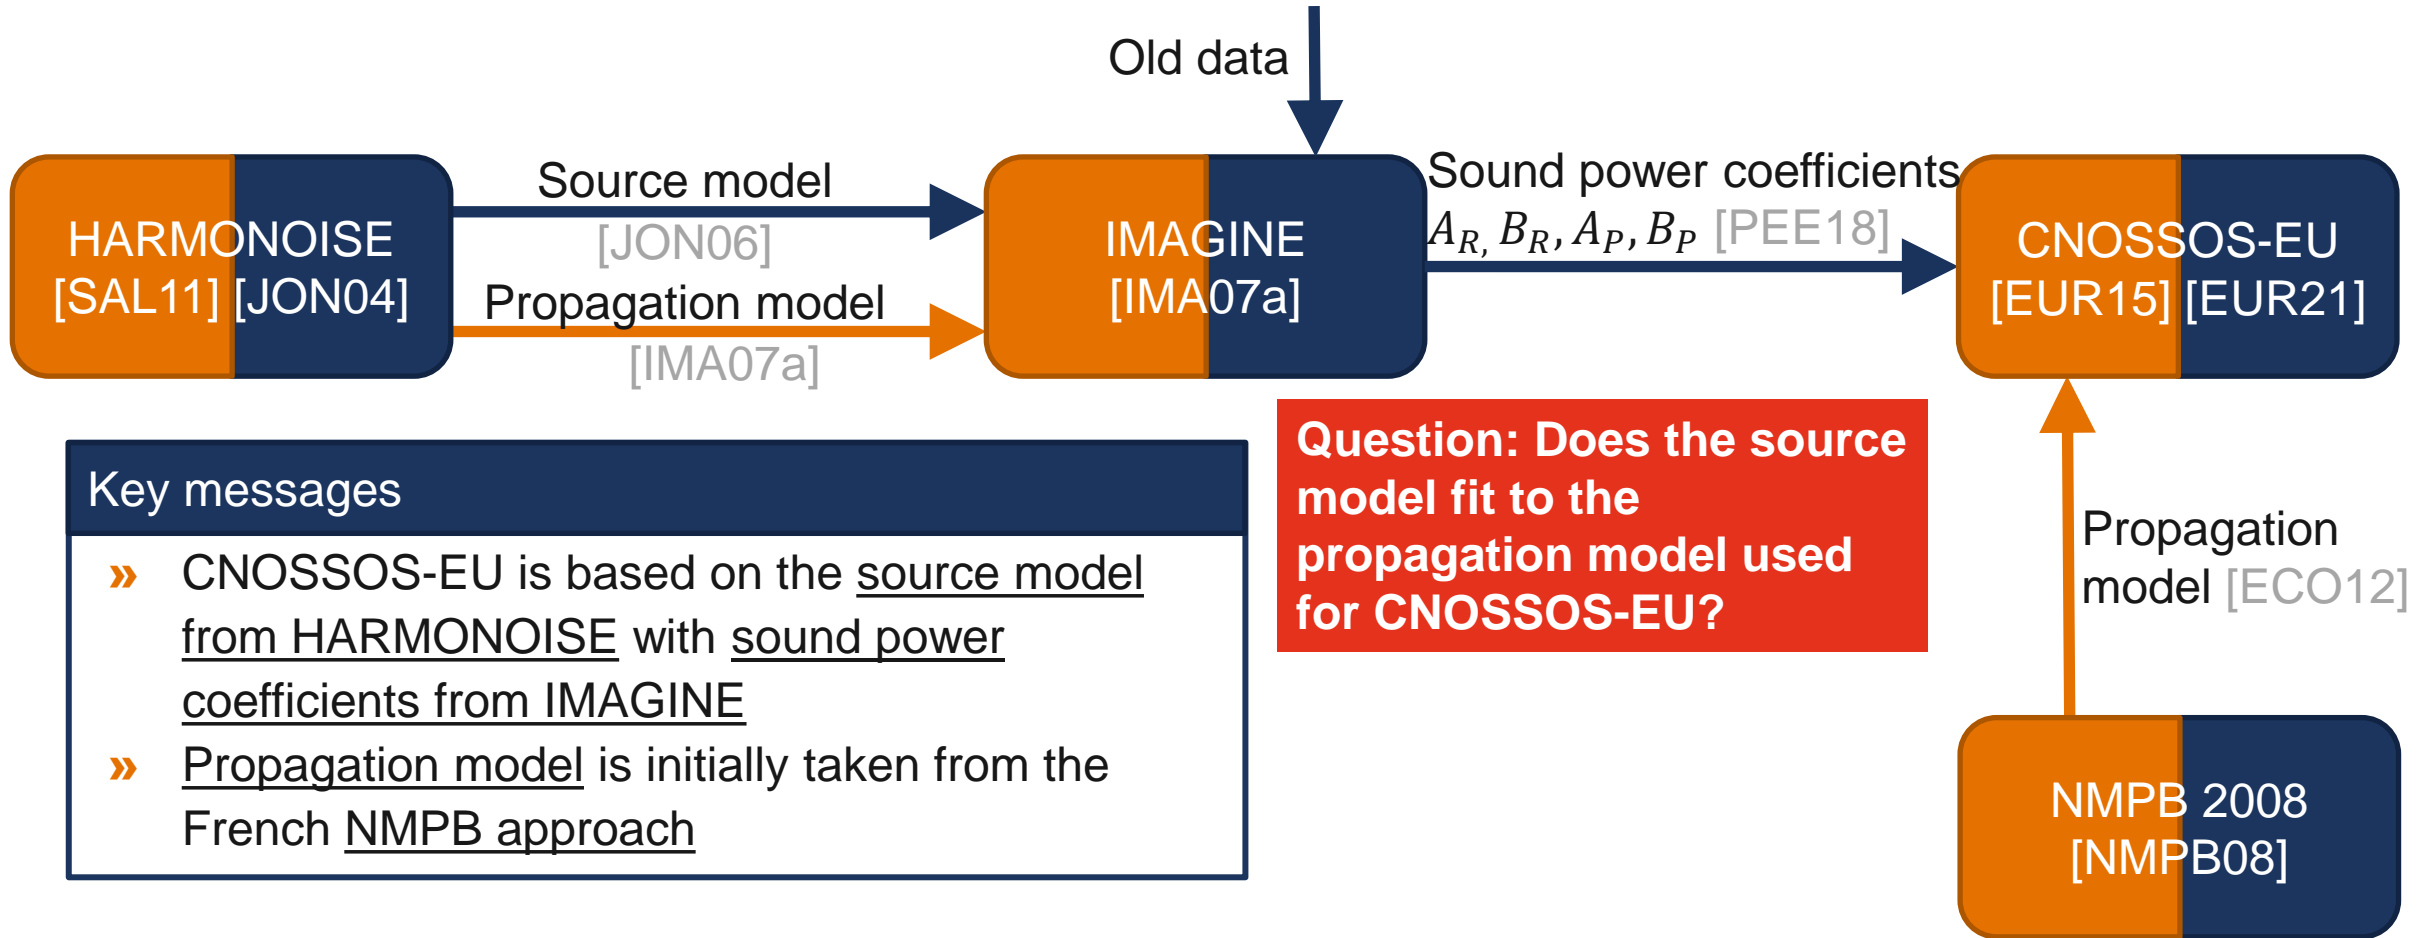 Old data
HARMONOISE
[SAL11] [JON04]
Source model
[JON06]
Propagation model
[IMA07a]
IMAGINE
[IMA07a]
Sound power coefficients
A_R, B_R, A_P, B_P [PEE18]
CNOSSOS-EU
[EUR15] [EUR21]
Key messages
» CNOSSOS-EU is based on the source model
from HARMONOISE with sound power
coefficients from IMAGINE
» Propagation model is initially taken from the
French NMPB approach
Question: Does the source
model fit to the
propagation model used
for CNOSSOS-EU?
Propagation
model [ECO12]
NMPB 2008
[NMPB08]